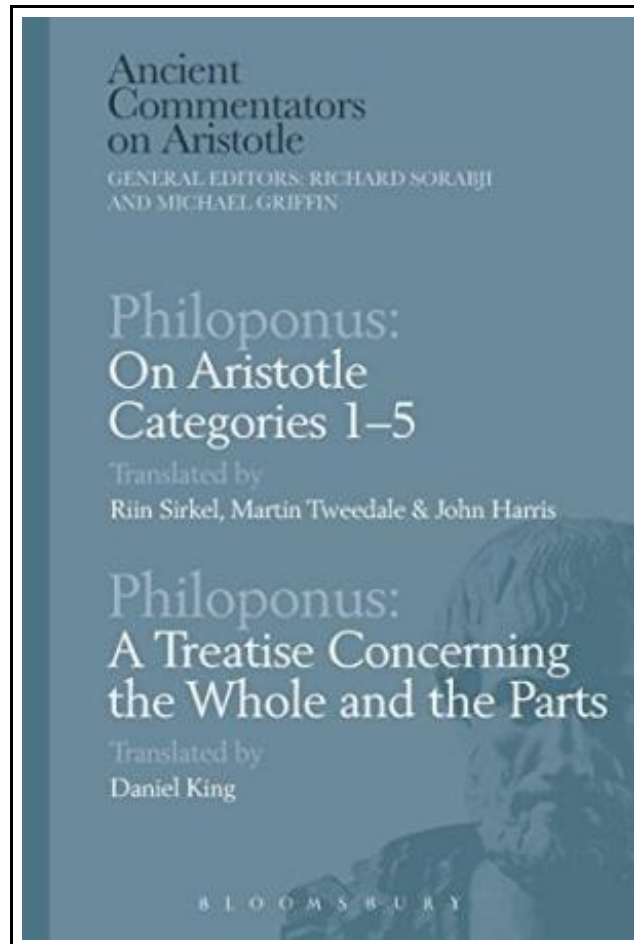 Ancient
Commentators
on Aristotle
GENERAL EDITORS: RICHARD SORABJI
AND MICHAEL GRIFFIN
Philoponus:
On Aristotle
Categories 1–5
Translated by
Riin Sirkel, Martin Tweedale & John Harris
Philoponus:
A Treatise Concerning
the Whole and the Parts
Translated by
Daniel King
BLOOMSBURY